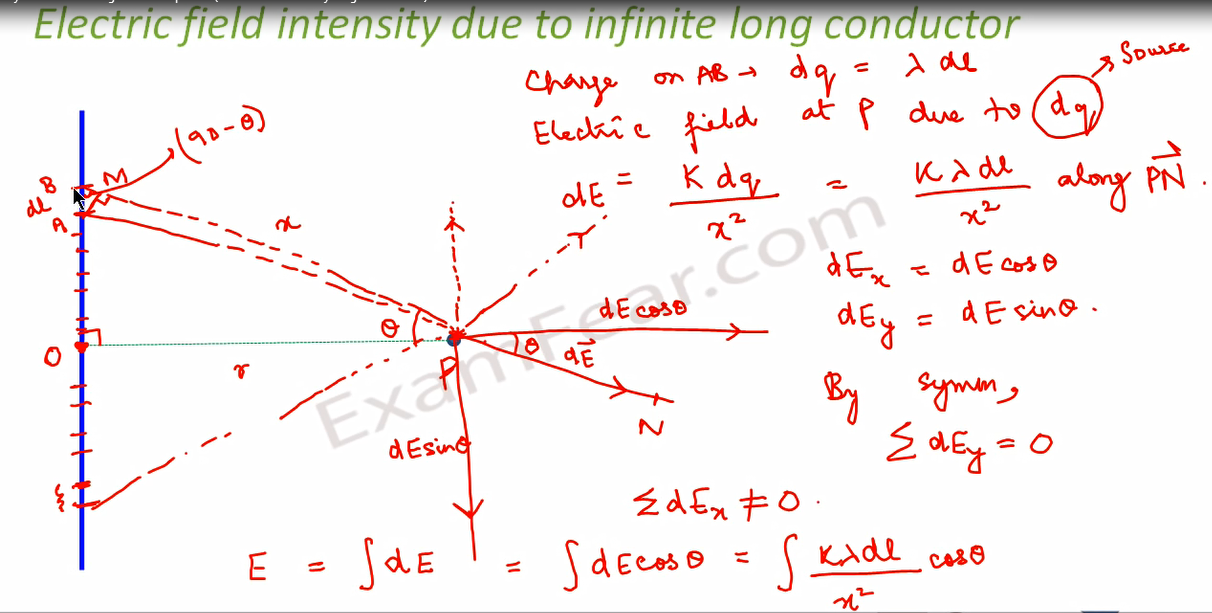 Electric field intensity due to infinite long conductor
Source
Charge on AB → dq = λ dl
Electric field at P due to dq
dE = K dq / x² = K λ dl / x² along PN⃗.
dEx = dE cosθ
dEy = dE sinθ.
By symm,
Σ dEy = 0
Σ dEx ≠ 0.
E = ∫ dE = ∫ dE cosθ = ∫ Kλdl / x² cosθ
(90-θ)
B
M
dl
A
x
θ
dE cosθ
O
r
P
θ
dE⃗
N
dE sinθ
ExamFear.com